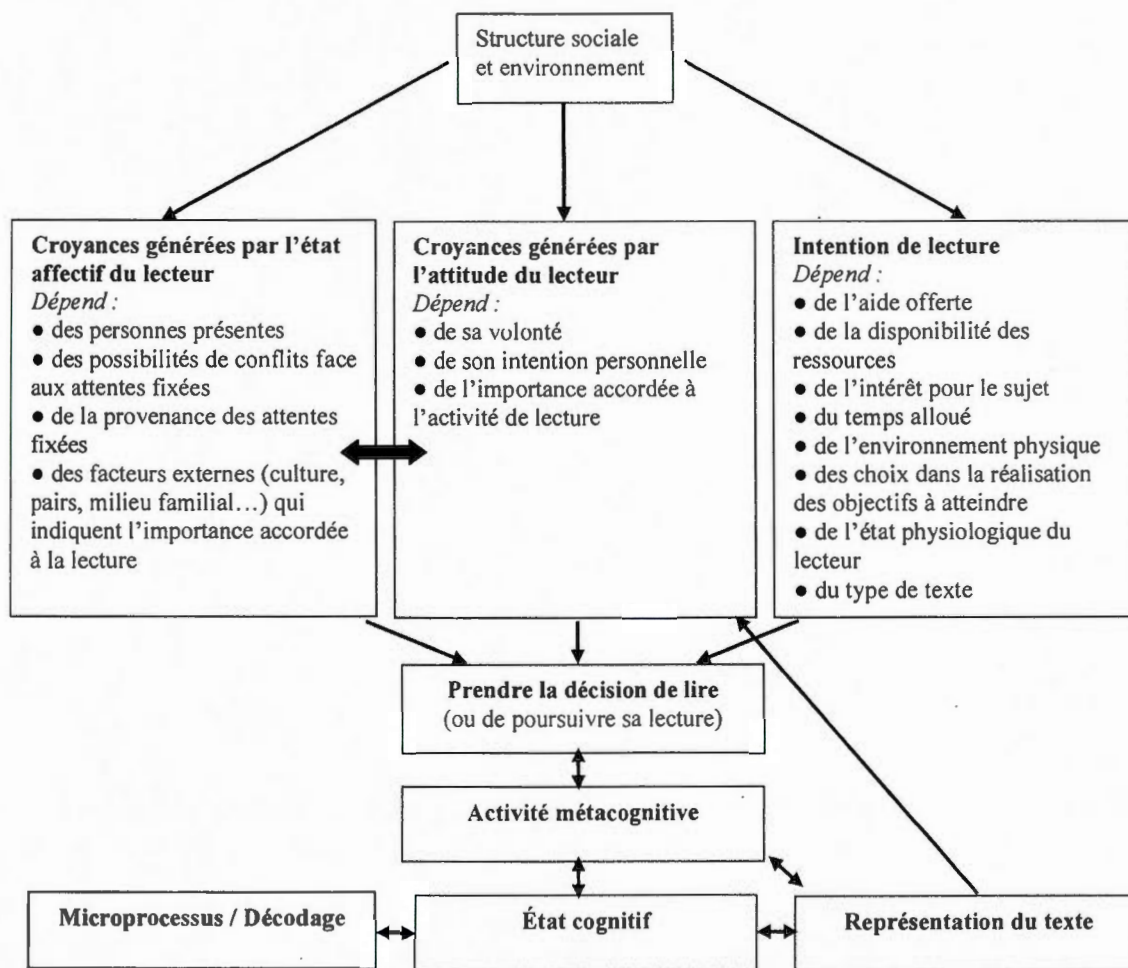 Structure sociale
et environnement
Croyances générées par l'état
affectif du lecteur
Dépend :
● des personnes présentes
● des possibilités de conflits face
aux attentes fixées
● de la provenance des attentes
fixées
● des facteurs externes (culture,
pairs, milieu familial…) qui
indiquent l'importance accordée
à la lecture
Croyances générées par
l'attitude du lecteur
Dépend :
● de sa volonté
● de son intention personnelle
● de l'importance accordée à
l'activité de lecture
Intention de lecture
Dépend :
● de l'aide offerte
● de la disponibilité des
ressources
● de l'intérêt pour le sujet
● du temps alloué
● de l'environnement physique
● des choix dans la réalisation
des objectifs à atteindre
● de l'état physiologique du
lecteur
● du type de texte
Prendre la décision de lire
(ou de poursuivre sa lecture)
Activité métacognitive
Microprocessus / Décodage
État cognitif
Représentation du texte